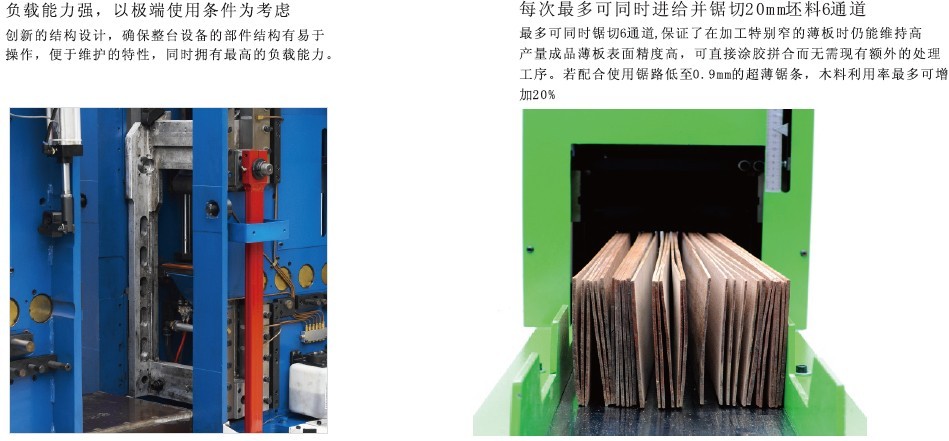 负载能力强，以极端使用条件为考虑
创新的结构设计，确保整台设备的部件结构有易于
操作，便于维护的特性，同时拥有最高的负载能力。
每次最多可同时进给并锯切20mm坯料6通道
最多可同时锯切6通道,保证了在加工特别窄的薄板时仍能维持高
产量成品薄板表面精度高，可直接涂胶拼合而无需现有额外的处理
工序。若配合使用锯路低至0.9mm的超薄锯条，木料利用率最多可增
加20%